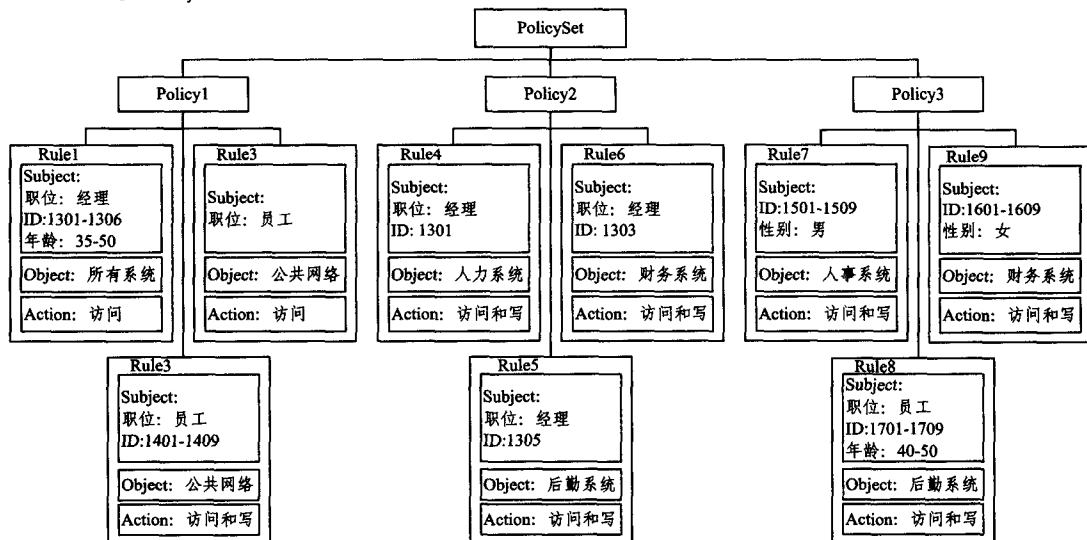 PolicySet
Policy1
Policy2
Policy3
Rule1
Subject:
职位: 经理
ID:1301-1306
年龄: 35-50
Object: 所有系统
Action: 访问
Rule3
Subject:
职位: 员工
Object: 公共网络
Action: 访问
Rule4
Subject:
职位: 经理
ID: 1301
Object: 人力系统
Action: 访问和写
Rule6
Subject:
职位: 经理
ID: 1303
Object: 财务系统
Action: 访问和写
Rule7
Subject:
ID:1501-1509
性别: 男
Object: 人事系统
Action: 访问和写
Rule9
Subject:
ID:1601-1609
性别: 女
Object: 财务系统
Action: 访问和写
Rule3
Subject:
职位: 员工
ID:1401-1409
Object: 公共网络
Action: 访问和写
Rule5
Subject:
职位: 经理
ID:1305
Object: 后勤系统
Action: 访问和写
Rule8
Subject:
职位: 员工
ID:1701-1709
年龄: 40-50
Object: 后勤系统
Action: 访问和写